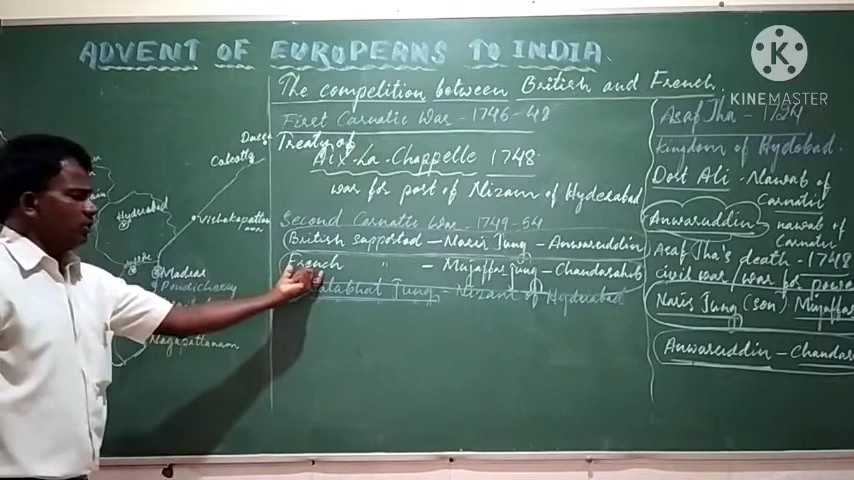 ADVENT OF EUROPEANS TO INDIA
The competition between British and French
First Carnatic War - 1746-48
Treaty of
Aix-La-Chappelle 1748
war for post of Nizam of Hyderabad
Second Carnatic War - 1749-54
British supported - Nasir Jung - Anwaruddin
French " - Mujaffar Jung - Chandasahib
Salabhat Jung - Nizam of Hyderabad
Asaf Jha - 1724
kingdom of Hydobad.
Dost Ali - Nawab of
Carnatic
Anwaruddin nawab of
Carnatic
Asaf Jha's death - 1748
civil war/war for power
Nasir Jung (son) Mujaffar
Anwaruddin - Chandas
Calcutta
Hyderabad
Vishakapattan
am
Madras
Pondicherry
Nagapattanam
KINEMASTER